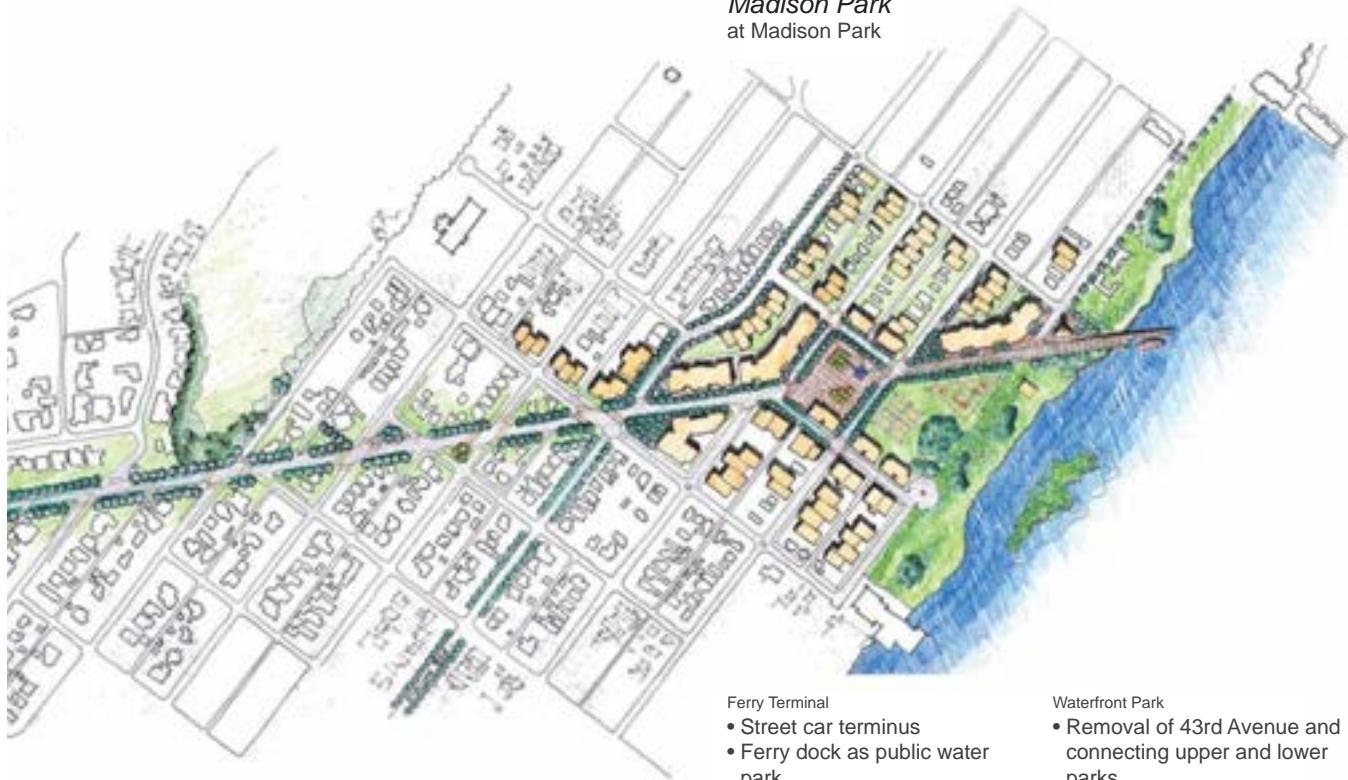 Madison Park
at Madison Park
Ferry Terminal
• Street car terminus
• Ferry dock as public water
park
Waterfront Park
• Removal of 43rd Avenue and
connecting upper and lower
parks